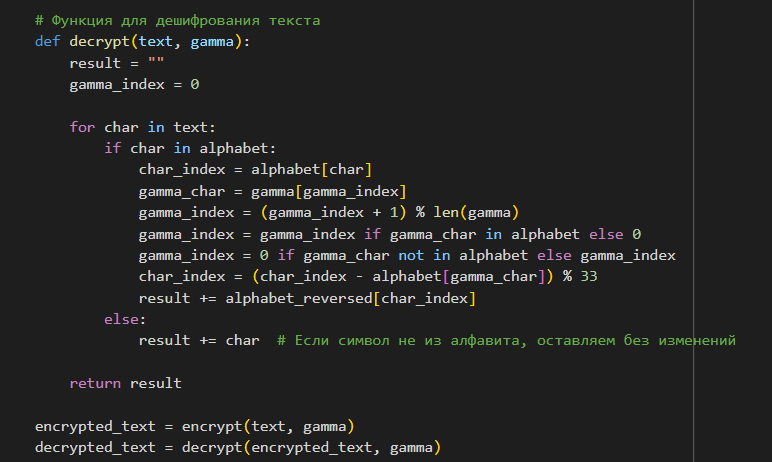 # Функция для дешифрования текста
def decrypt(text, gamma):
    result = ""
    gamma_index = 0

    for char in text:
        if char in alphabet:
            char_index = alphabet[char]
            gamma_char = gamma[gamma_index]
            gamma_index = (gamma_index + 1) % len(gamma)
            gamma_index = gamma_index if gamma_char in alphabet else 0
            gamma_index = 0 if gamma_char not in alphabet else gamma_index
            char_index = (char_index - alphabet[gamma_char]) % 33
            result += alphabet_reversed[char_index]
        else:
            result += char  # Если символ не из алфавита, оставляем без изменений

    return result

encrypted_text = encrypt(text, gamma)
decrypted_text = decrypt(encrypted_text, gamma)